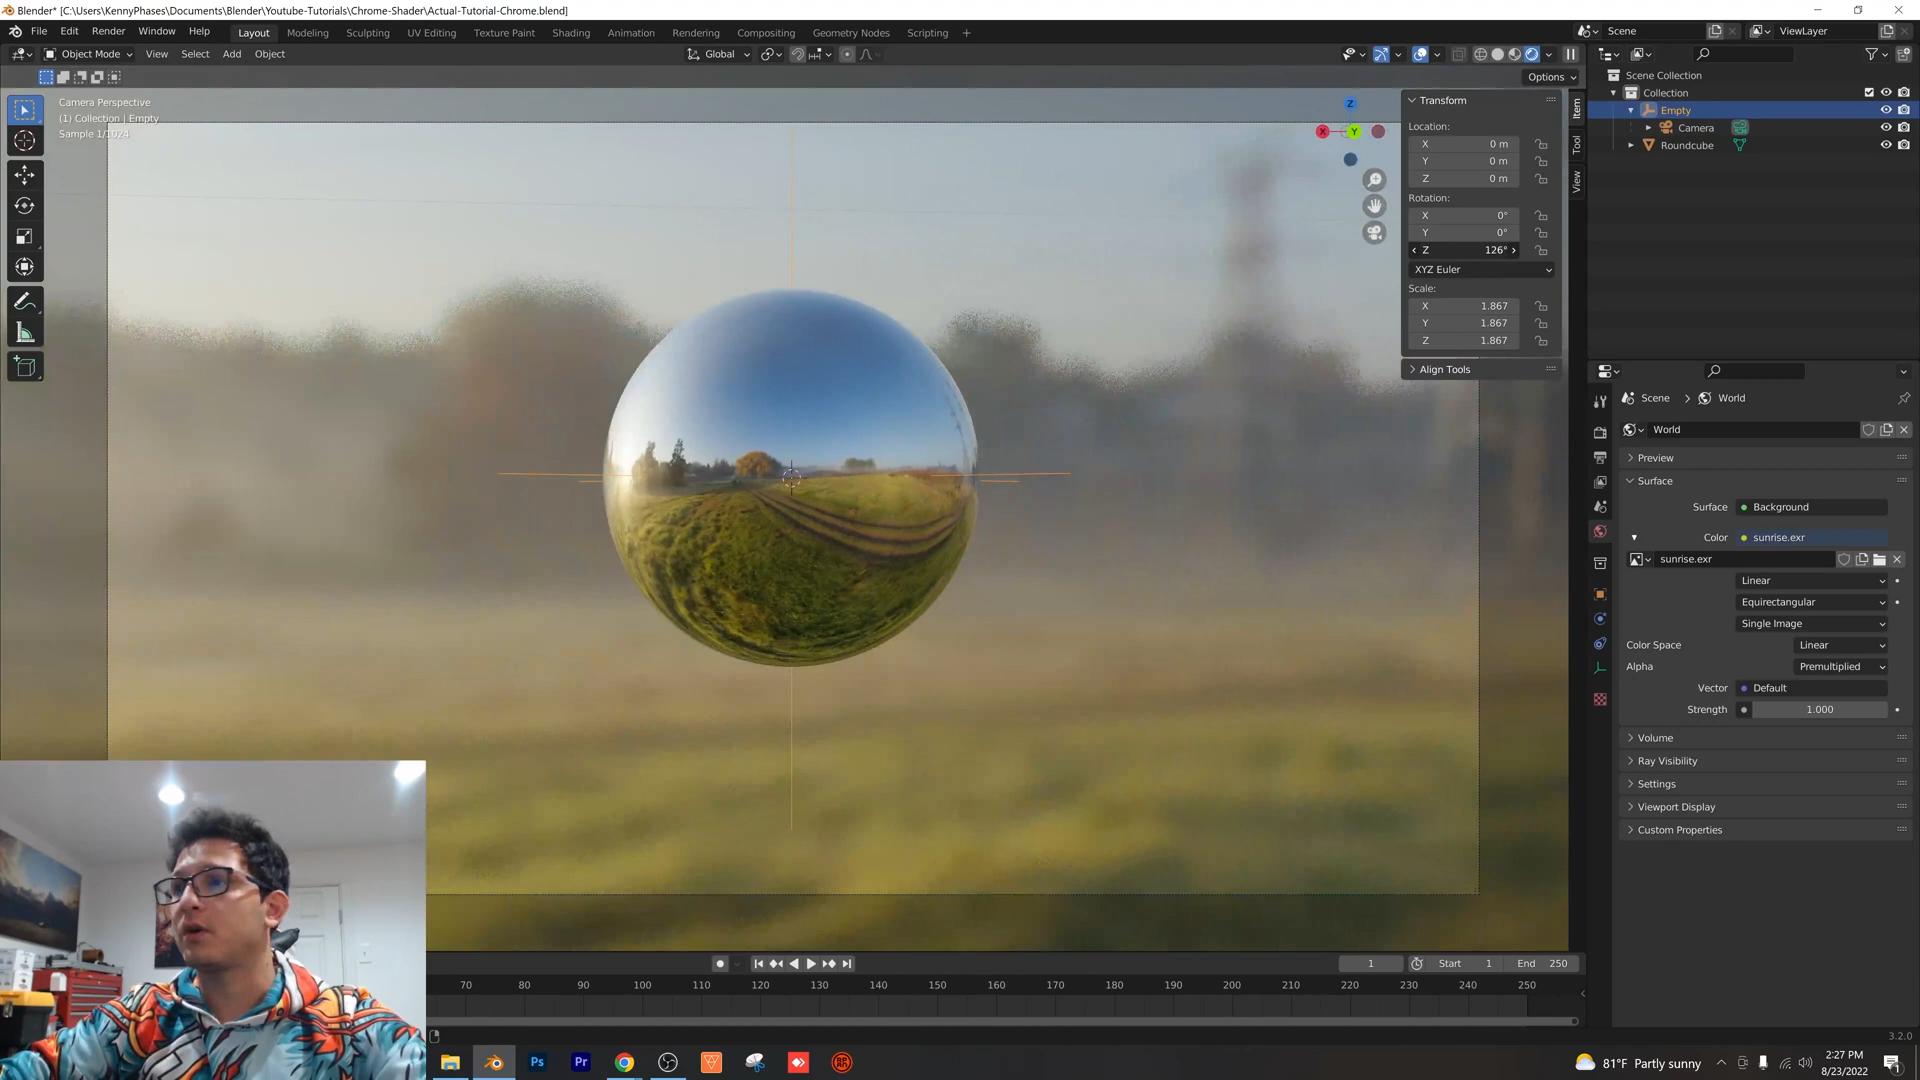 Blender* [C:\Users\KennyPhases\Documents\Blender\Youtube-Tutorials\Chrome-Shader\Actual-Tutorial-Chrome.blend]
File Edit Render Window Help Layout Modeling Sculpting UV Editing Texture Paint Shading Animation Rendering Compositing Geometry Nodes Scripting + Scene ViewLayer
Object Mode View Select Add Object Global
Options
Camera Perspective
(1) Collection | Empty
Sample 1/1024
Z
X Y
Transform
Location:
X 0 m
Y 0 m
Z 0 m
Rotation:
X 0°
Y 0°
Z 126°
XYZ Euler
Scale:
X 1.867
Y 1.867
Z 1.867
Align Tools
Item
Tool
View
Scene Collection
Collection
Empty
Camera
Roundcube
Scene > World
World
Preview
Surface
Surface Background
Color sunrise.exr
sunrise.exr
Linear
Equirectangular
Single Image
Color Space Linear
Alpha Premultiplied
Vector Default
Strength 1.000
Volume
Ray Visibility
Settings
Viewport Display
Custom Properties
1 Start 1 End 250
70 80 90 100 110 120 130 140 150 160 170 180 190 200 210 220 230 240 250
3.2.0
Ps Pr
81°F Partly sunny
2:27 PM
8/23/2022
1